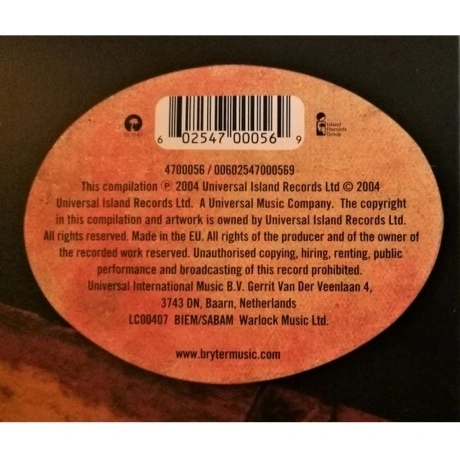 ISLAND
6 02547 00056 9
Island
Records
Group
4700056 / 00602547000569
This compilation ℗ 2004 Universal Island Records Ltd © 2004
Universal Island Records Ltd. A Universal Music Company. The copyright
in this compilation and artwork is owned by Universal Island Records Ltd.
All rights reserved. Made in the EU. All rights of the producer and of the owner of
the recorded work reserved. Unauthorised copying, hiring, renting, public
performance and broadcasting of this record prohibited.
Universal International Music B.V. Gerrit Van Der Veenlaan 4,
3743 DN, Baarn, Netherlands
LC00407 BIEM/SABAM Warlock Music Ltd.
www.brytermusic.com